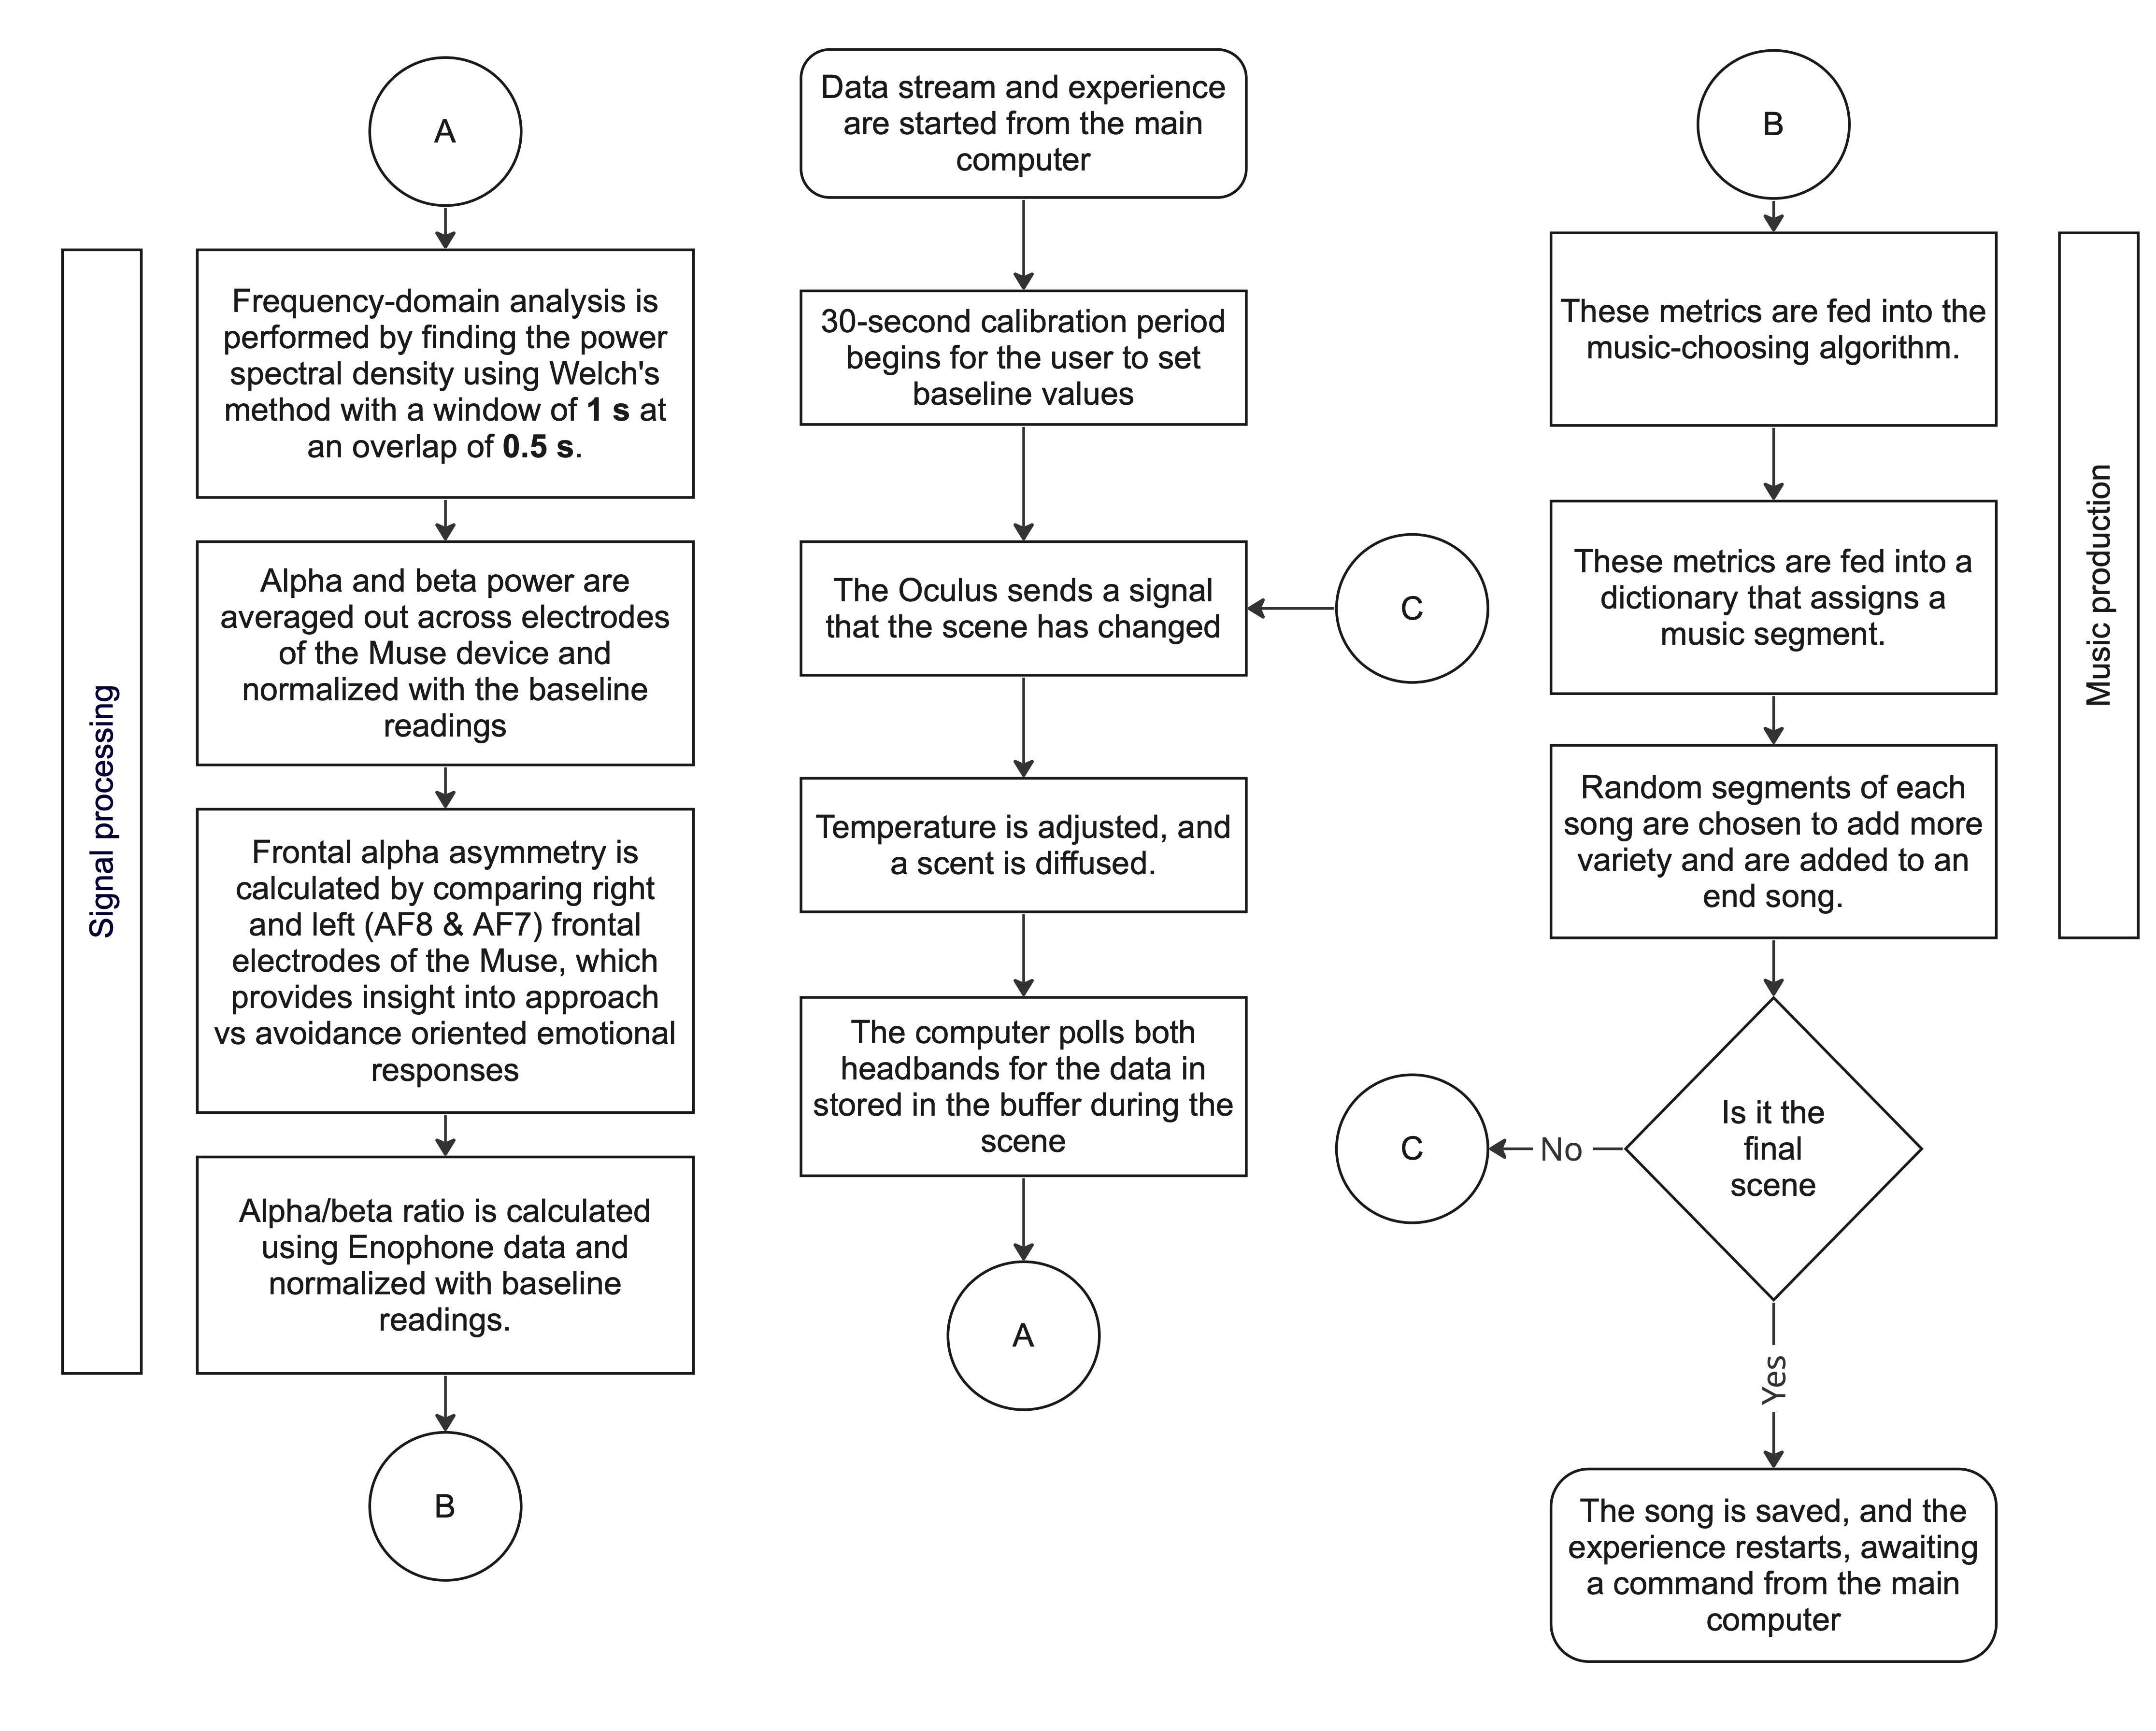 A
Frequency-domain analysis is
performed by finding the power
spectral density using Welch's
method with a window of 1 s at
an overlap of 0.5 s.
Alpha and beta power are
averaged out across electrodes
of the Muse device and
normalized with the baseline
readings
Frontal alpha asymmetry is
calculated by comparing right
and left (AF8 & AF7) frontal
electrodes of the Muse, which
provides insight into approach
vs avoidance oriented emotional
responses
Alpha/beta ratio is calculated
using Enophone data and
normalized with baseline
readings.
B
Signal processing
Data stream and experience
are started from the main
computer
30-second calibration period
begins for the user to set
baseline values
The Oculus sends a signal
that the scene has changed
C
Temperature is adjusted, and
a scent is diffused.
The computer polls both
headbands for the data in
stored in the buffer during the
scene
A
B
These metrics are fed into the
music-choosing algorithm.
These metrics are fed into a
dictionary that assigns a
music segment.
Random segments of each
song are chosen to add more
variety and are added to an
end song.
Music production
Is it the
final
scene
No
C
Yes
The song is saved, and the
experience restarts, awaiting
a command from the main
computer